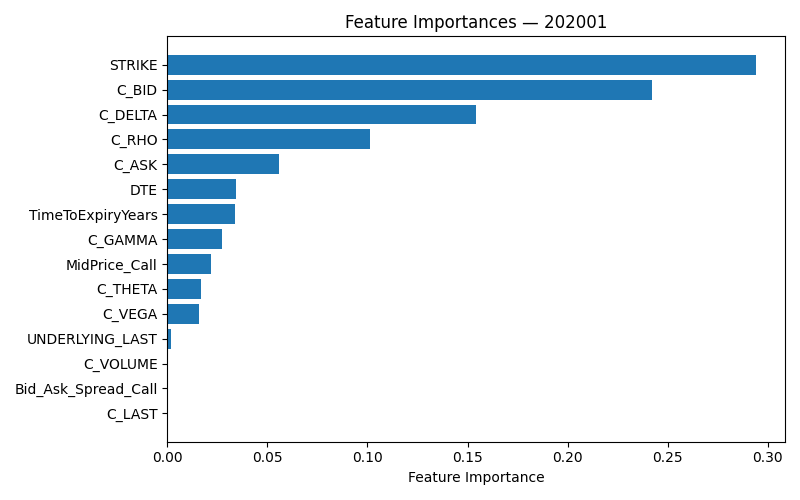 Feature Importances — 202001
STRIKE
C_BID
C_DELTA
C_RHO
C_ASK
DTE
TimeToExpiryYears
C_GAMMA
MidPrice_Call
C_THETA
C_VEGA
UNDERLYING_LAST
C_VOLUME
Bid_Ask_Spread_Call
C_LAST
0.00 0.05 0.10 0.15 0.20 0.25 0.30
Feature Importance